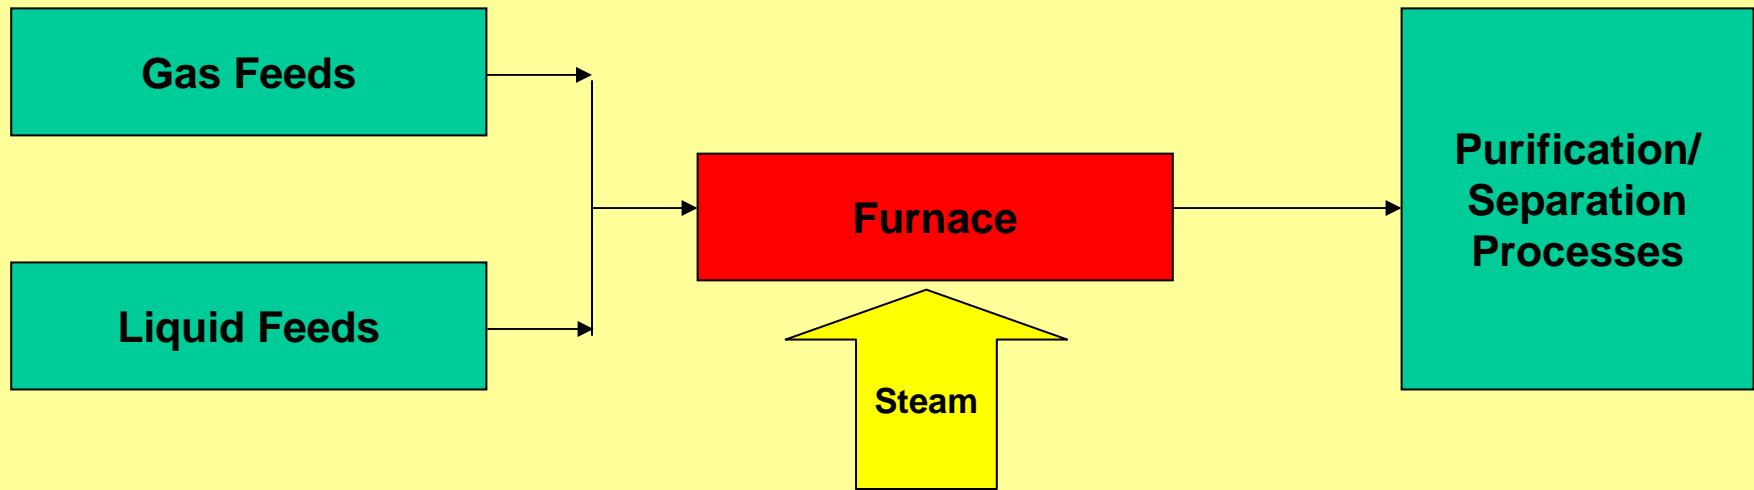 Gas Feeds
Liquid Feeds
Furnace
Steam
Purification/
Separation
Processes